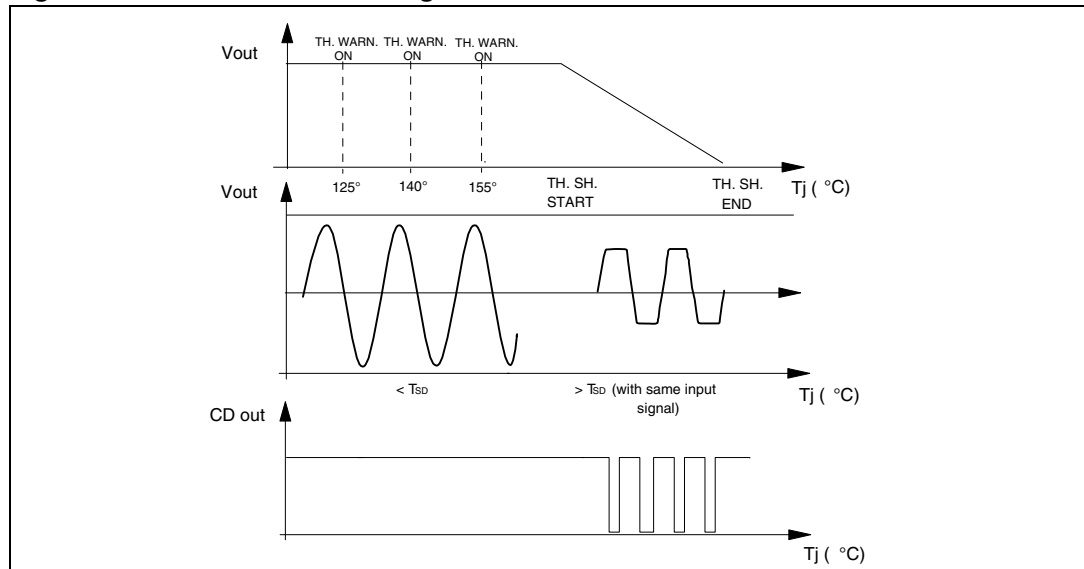 Vout
TH. WARN. TH. WARN. TH. WARN.
ON ON ON
125° 140° 155° TH. SH. TH. SH. Tj ( °C)
START END
Vout
< TSD > TSD (with same input
signal)
Tj ( °C)
CD out
Tj ( °C)